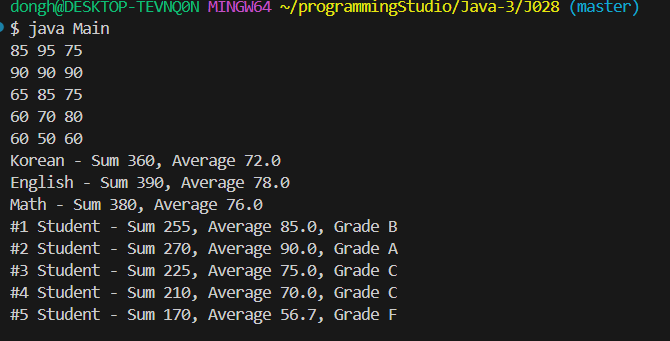 dongh@DESKTOP-TEVNQ0N MINGW64 ~/programmingStudio/Java-3/J028 (master)
$ java Main
85 95 75
90 90 90
65 85 75
60 70 80
60 50 60
Korean - Sum 360, Average 72.0
English - Sum 390, Average 78.0
Math - Sum 380, Average 76.0
#1 Student - Sum 255, Average 85.0, Grade B
#2 Student - Sum 270, Average 90.0, Grade A
#3 Student - Sum 225, Average 75.0, Grade C
#4 Student - Sum 210, Average 70.0, Grade C
#5 Student - Sum 170, Average 56.7, Grade F